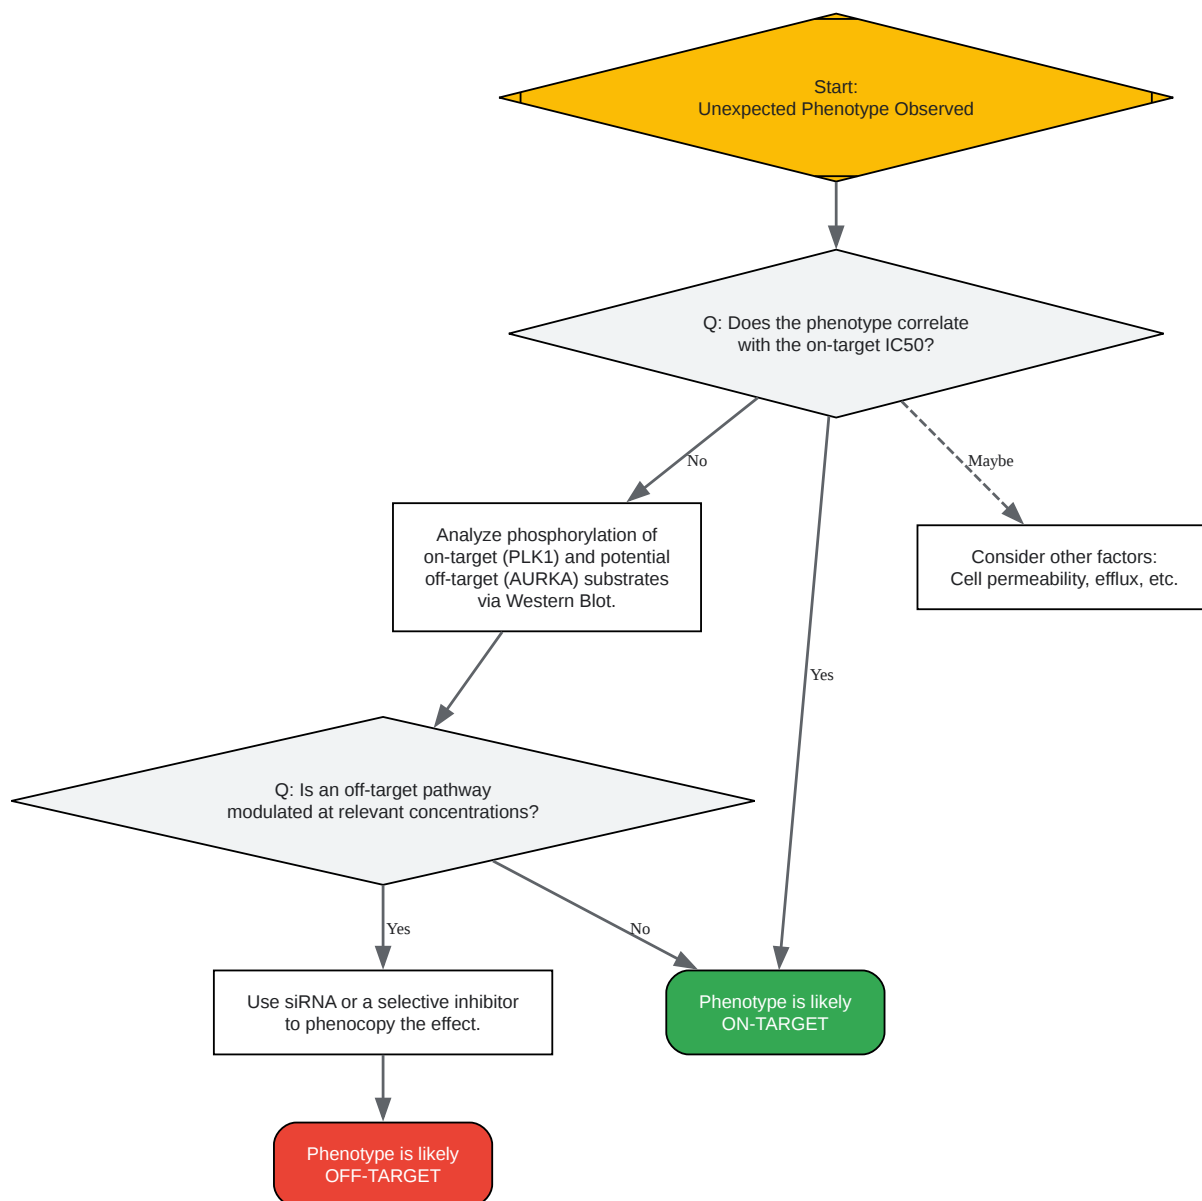 Start:
Unexpected Phenotype Observed
Q: Does the phenotype correlate
with the on-target IC50?
No
Maybe
Analyze phosphorylation of
on-target (PLK1) and potential
off-target (AURKA) substrates
via Western Blot.
Consider other factors:
Cell permeability, efflux, etc.
Yes
Q: Is an off-target pathway
modulated at relevant concentrations?
Yes
No
Use siRNA or a selective inhibitor
to phenocopy the effect.
Phenotype is likely
ON-TARGET
Phenotype is likely
OFF-TARGET